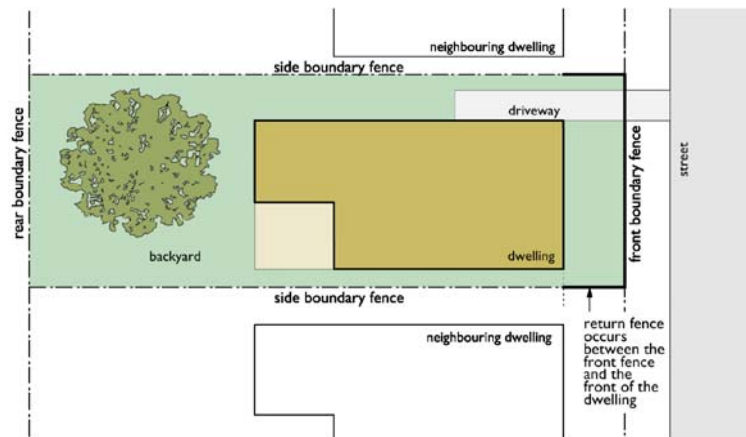 neighbouring dwelling
side boundary fence
driveway
rear boundary fence
front boundary fence
street
backyard
dwelling
side boundary fence
neighbouring dwelling
return fence
occurs
between the
front fence
and the
front of the
dwelling